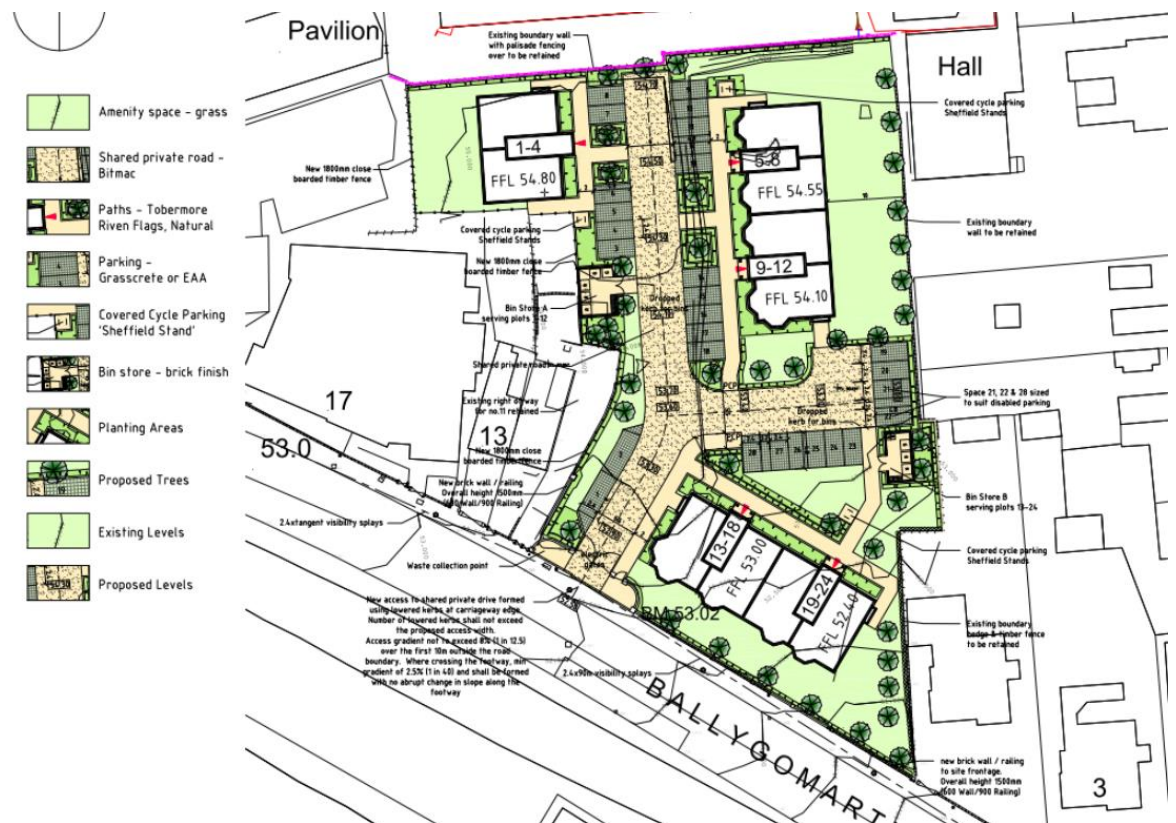 Pavilion
Existing boundary wall
with palisade fencing
over to be retained
Hall
Amenity space - grass
Shared private road -
Bitmac
Paths - Tobermore
Riven Flags, Natural
Parking -
Grasscrete or EAA
Covered Cycle Parking
'Sheffield Stand'
Bin store - brick finish
Planting Areas
Proposed Trees
Existing Levels
Proposed Levels
Covered cycle parking
Sheffield Stands
1-4
FFL 54.80
5-8
FFL 54.55
New 1800mm close
boarded timber fence
Existing boundary
wall to be retained
Covered cycle parking
Sheffield Stands
9-12
FFL 54.10
New 1800mm close
boarded timber fence
Bin Store A
Dropped
kerb for bins
Shared private road
Existing right of way
for no.11 retained
17
13
53.0
Dropped
kerb for bins
Space 21, 22 & 28 sized
to suit disabled parking
New 1800mm close
boarded timber fence
New brick wall / railing
Overall height 1500mm
2.4xtangent visibility splays
Waste collection point
Bin Store B
serving plots 13-24
Covered cycle parking
Sheffield Stands
13-18
FFL 53.00
19-24
FFL 52.40
BM 53.02
New access to shared private drive formed
using lowered kerbs at carriageway edge.
Number of lowered kerbs shall not exceed
the proposed access width.
Access gradient not to exceed 8% (1 in 12.5)
over the first 10m outside the road
boundary. Where crossing the footway, min
gradient of 2.5% (1 in 40) and shall be formed
with no abrupt change in slope along the
footway
Existing boundary
hedge & timber fence
to be retained
2.4x90m visibility splays
BALLYGOMART
new brick wall / railing
to site frontage.
Overall height 1500mm
(600 Wall/900 Railing)
3